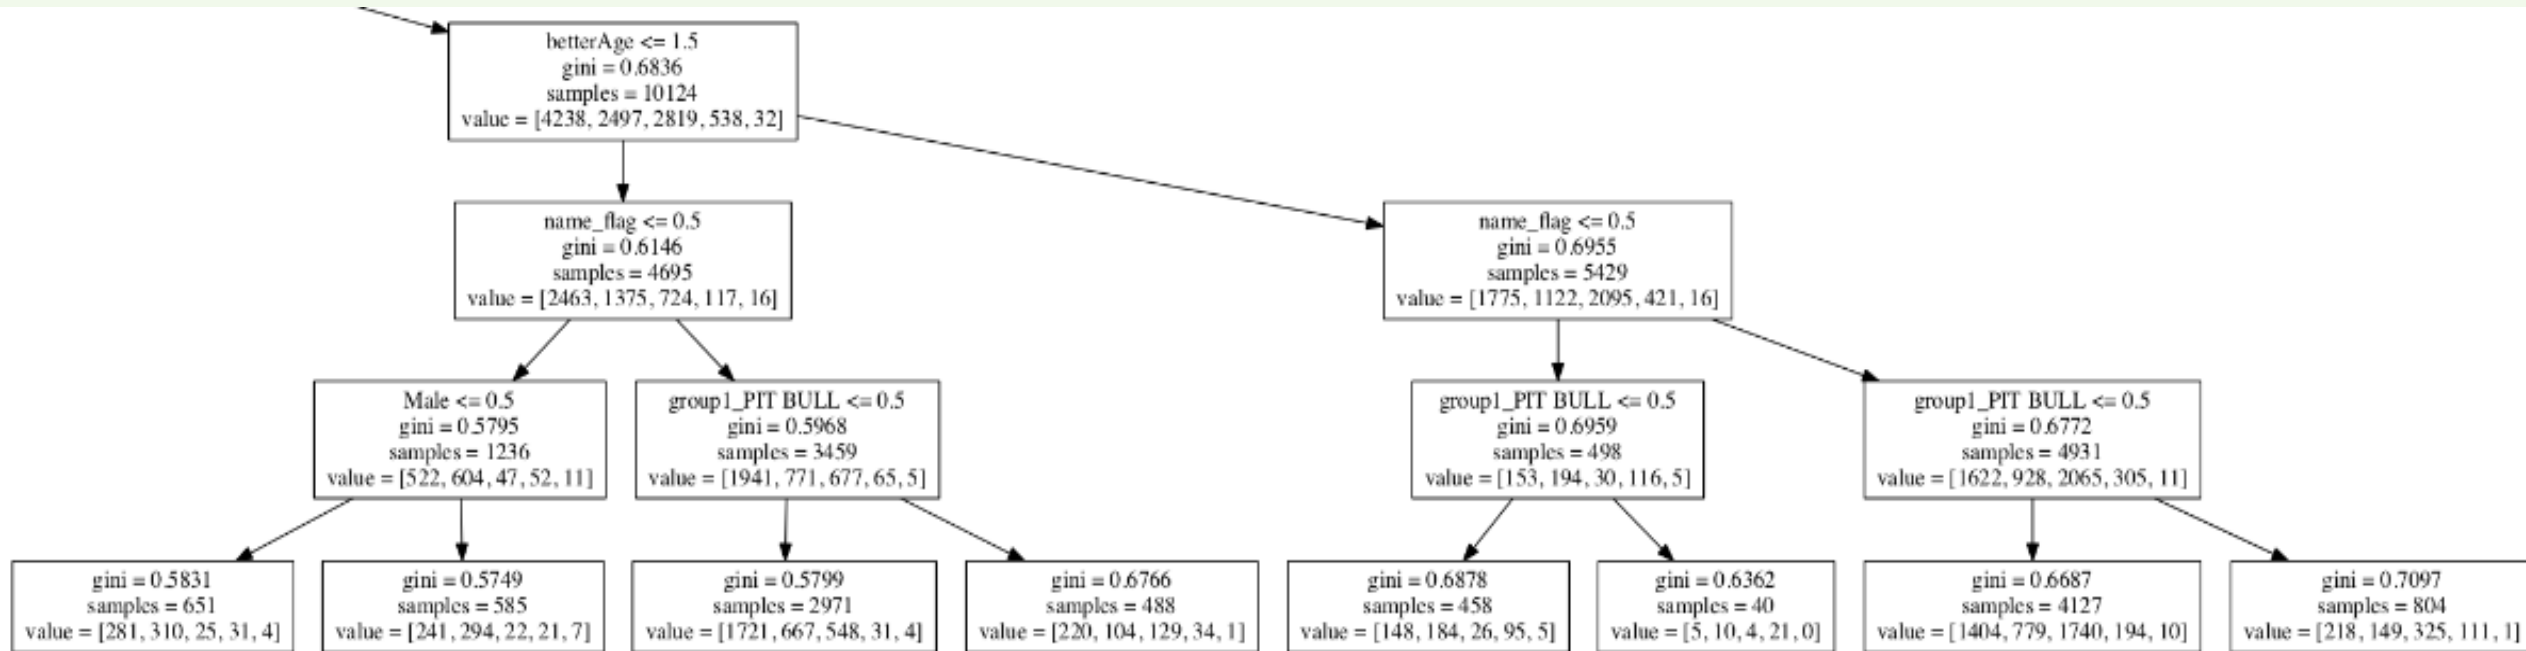 betterAge <= 1.5
gini = 0.6836
samples = 10124
value = [4238, 2497, 2819, 538, 32]
name_flag <= 0.5
gini = 0.6146
samples = 4695
value = [2463, 1375, 724, 117, 16]
name_flag <= 0.5
gini = 0.6955
samples = 5429
value = [1775, 1122, 2095, 421, 16]
Male <= 0.5
gini = 0.5795
samples = 1236
value = [522, 604, 47, 52, 11]
group1_PIT BULL <= 0.5
gini = 0.5968
samples = 3459
value = [1941, 771, 677, 65, 5]
group1_PIT BULL <= 0.5
gini = 0.6959
samples = 498
value = [153, 194, 30, 116, 5]
group1_PIT BULL <= 0.5
gini = 0.6772
samples = 4931
value = [1622, 928, 2065, 305, 11]
gini = 0.5831
samples = 651
value = [281, 310, 25, 31, 4]
gini = 0.5749
samples = 585
value = [241, 294, 22, 21, 7]
gini = 0.5799
samples = 2971
value = [1721, 667, 548, 31, 4]
gini = 0.6766
samples = 488
value = [220, 104, 129, 34, 1]
gini = 0.6878
samples = 458
value = [148, 184, 26, 95, 5]
gini = 0.6362
samples = 40
value = [5, 10, 4, 21, 0]
gini = 0.6687
samples = 4127
value = [1404, 779, 1740, 194, 10]
gini = 0.7097
samples = 804
value = [218, 149, 325, 111, 1]